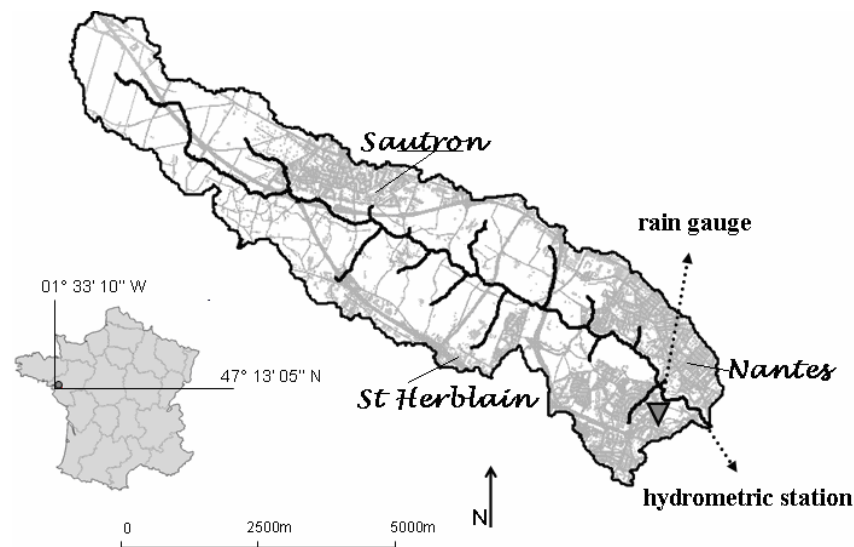 Sautron
rain gauge
01° 33' 10" W
47° 13' 05" N
Nantes
St Herblain
hydrometric station
N
0 2500m 5000m